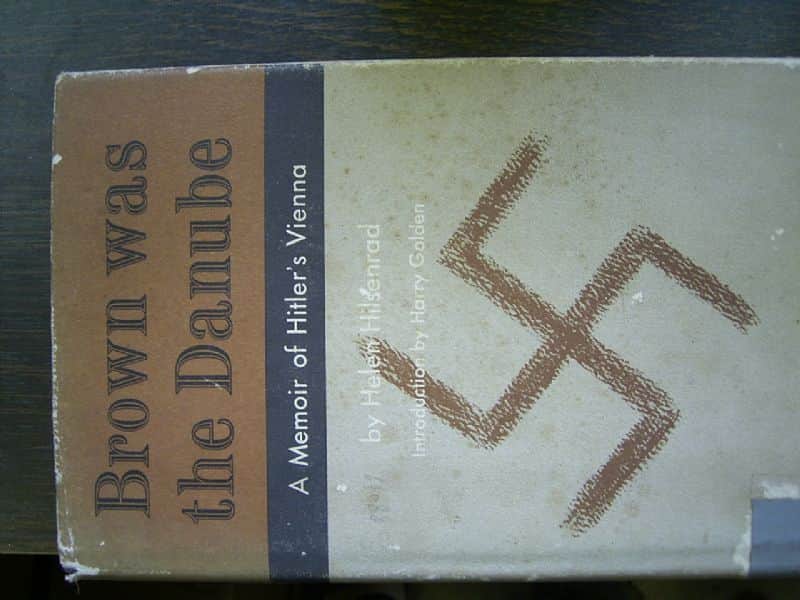 Brown was
the Danube
A Memoir of Hitler's Vienna
by Helen Hilsenrad
Introduction by Harry Golden